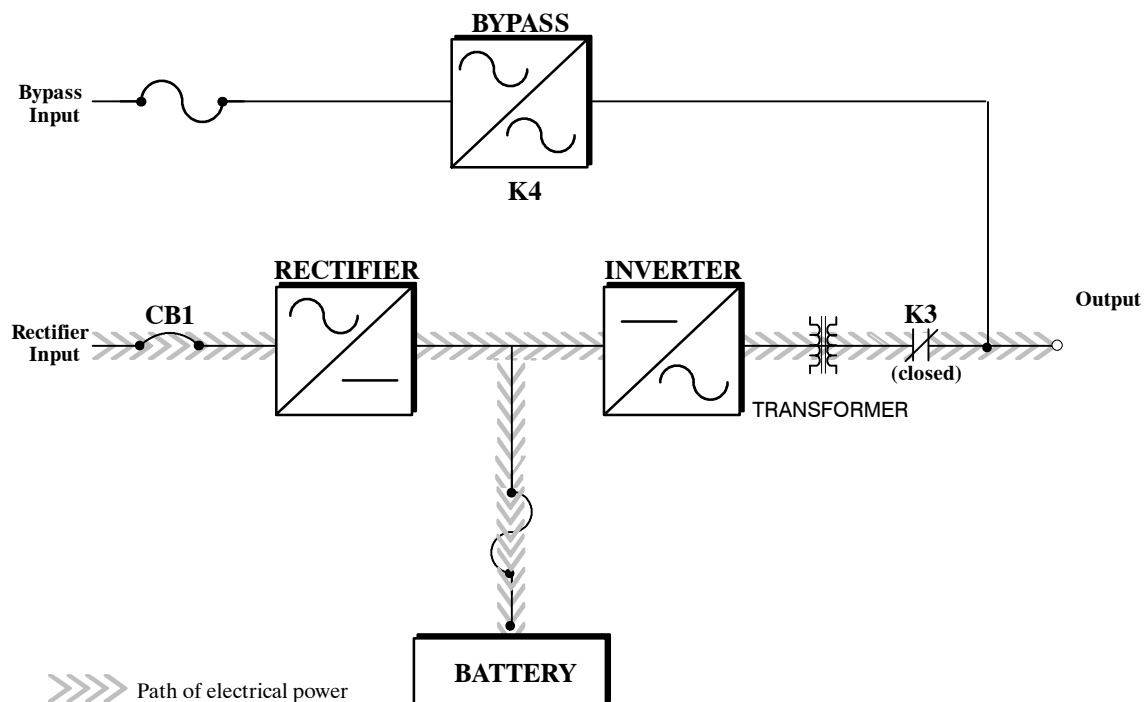 BYPASS
Bypass
Input
K4
RECTIFIER
INVERTER
Rectifier
Input
CB1
K3
(closed)
Output
TRANSFORMER
BATTERY
Path of electrical power